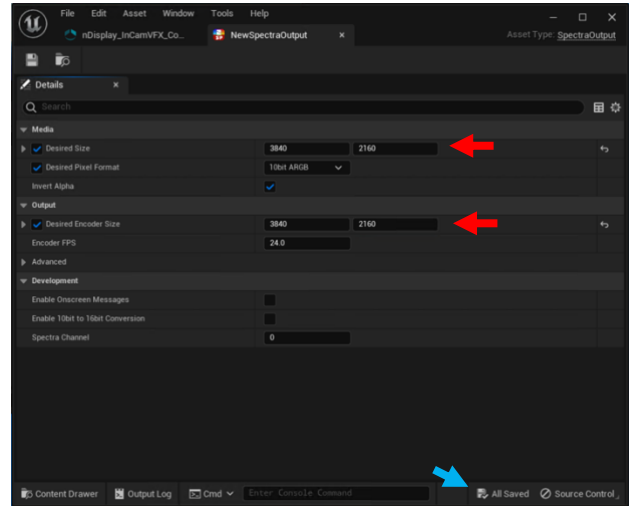 File Edit Asset Window Tools Help
nDisplay_InCamVFX_Co... NewSpectraOutput Asset Type: SpectraOutput
Details
Search
Media
Desired Size 3840 2160
Desired Pixel Format 10bit ARGB
Invert Alpha
Output
Desired Encoder Size 3840 2160
Encoder FPS 24.0
Advanced
Development
Enable Onscreen Messages
Enable 10bit to 16bit Conversion
Spectra Channel 0
Content Drawer Output Log Cmd Enter Console Command All Saved Source Control